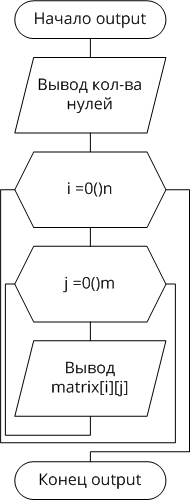 Начало output
Вывод кол-ва
нулей
i =0()n
j =0()m
Вывод
matrix[i][j]
Конец output